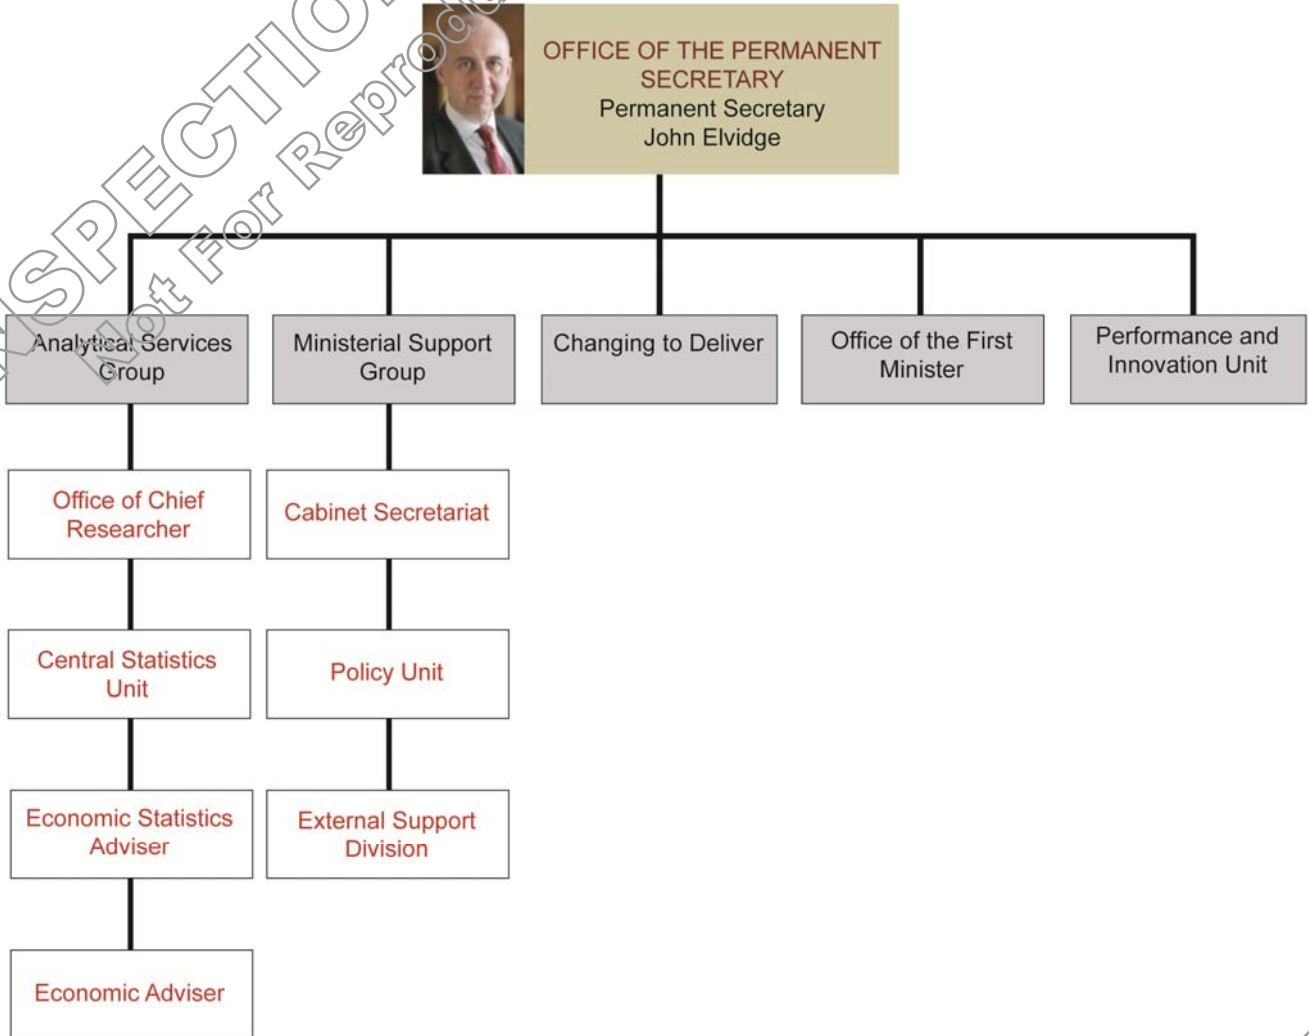 OFFICE OF THE PERMANENT
SECRETARY
Permanent Secretary
John Elvidge
Analytical Services
Group
Ministerial Support
Group
Changing to Deliver
Office of the First
Minister
Performance and
Innovation Unit
Office of Chief
Researcher
Cabinet Secretariat
Central Statistics
Unit
Policy Unit
Economic Statistics
Adviser
External Support
Division
Economic Adviser
Not For